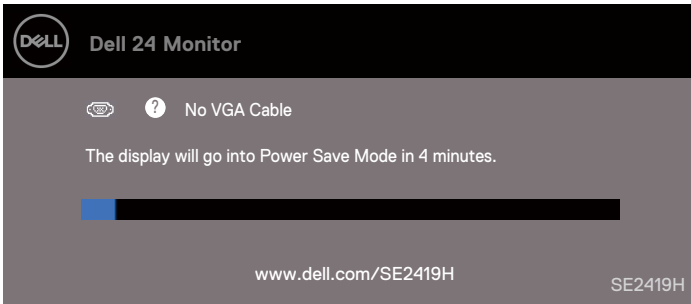 DELL
Dell 24 Monitor
? No VGA Cable
The display will go into Power Save Mode in 4 minutes.
www.dell.com/SE2419H
SE2419H